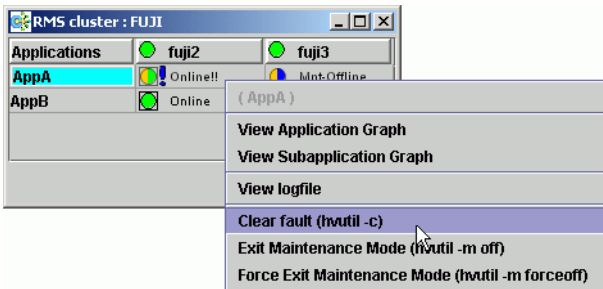 RMS cluster : FUJI
Applications fuji2 fuji3
AppA Online!! Mnt-Offline
AppB Online
( AppA )
View Application Graph
View Subapplication Graph
View logfile
Clear fault (hvutil -c)
Exit Maintenance Mode (hvutil -m off)
Force Exit Maintenance Mode (hvutil -m forceoff)